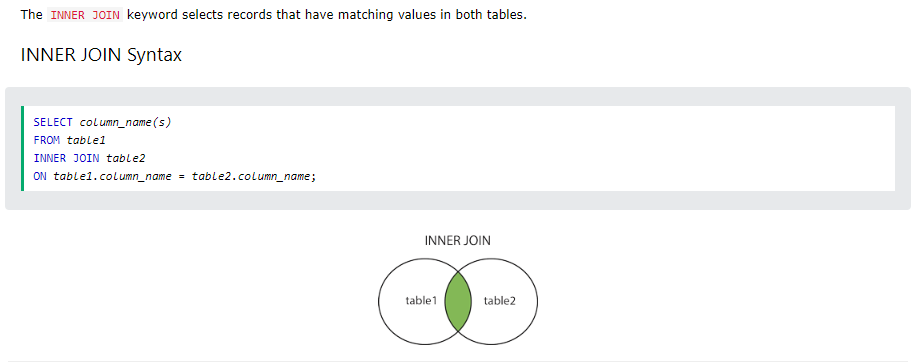 The INNER JOIN keyword selects records that have matching values in both tables.
INNER JOIN Syntax
SELECT column_name(s)
FROM table1
INNER JOIN table2
ON table1.column_name = table2.column_name;
INNER JOIN
table1 table2